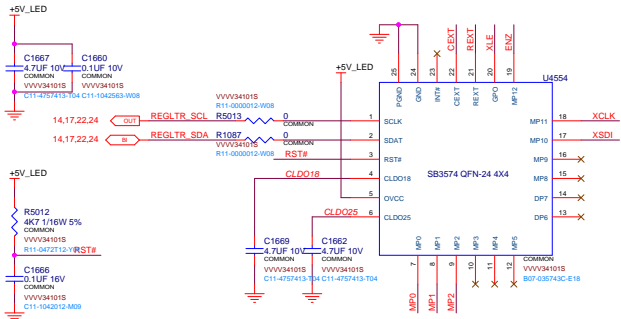 +5V_LED
C1667
4.7UF 10V
COMMON
VVVV34101S
C11-4757413-T04
C1660
0.1UF 10V
COMMON
VVVV34101S
C11-1042563-W08
14,17,22,24
OUT
REGLTR_SCL
VVVV34101S
R11-0000012-W08
R5013
0
COMMON
14,17,22,24
BI
REGLTR_SDA
R1087
0
COMMON
VVVV34101S
R11-0000012-W08
RST#
CLDO18
CLDO25
+5V_LED
R5012
4K7 1/16W 5%
COMMON
VVVV34101S
RST#
C1666
0.1UF 16V
COMMON
VVVV34101S
C11-1042012-M09
C1669
4.7UF 10V
COMMON
VVVV34101S
C11-4757413-T04
C1662
4.7UF 10V
COMMON
VVVV34101S
C11-4757413-T04
+5V_LED
CEXT
REXT
XLE
ENZ
25
24
23
22
21
20
19
PGND
GND
INT#
CEXT
REXT
GPO
MP12
U4554
1 SCLK
2 SDAT
3 RST#
4 CLDO18
5 OVCC
6 CLDO25
SB3574 QFN-24 4X4
MP11 18 XCLK
MP10 17 XSDI
MP9 16
MP8 15
DP7 14
DP6 13
MP0
MP1
MP2
MP3
MP4
MP5
7
8
9
10
11
12
MP0
MP1
MP2
COMMON
VVVV34101S
B07-035743C-E18